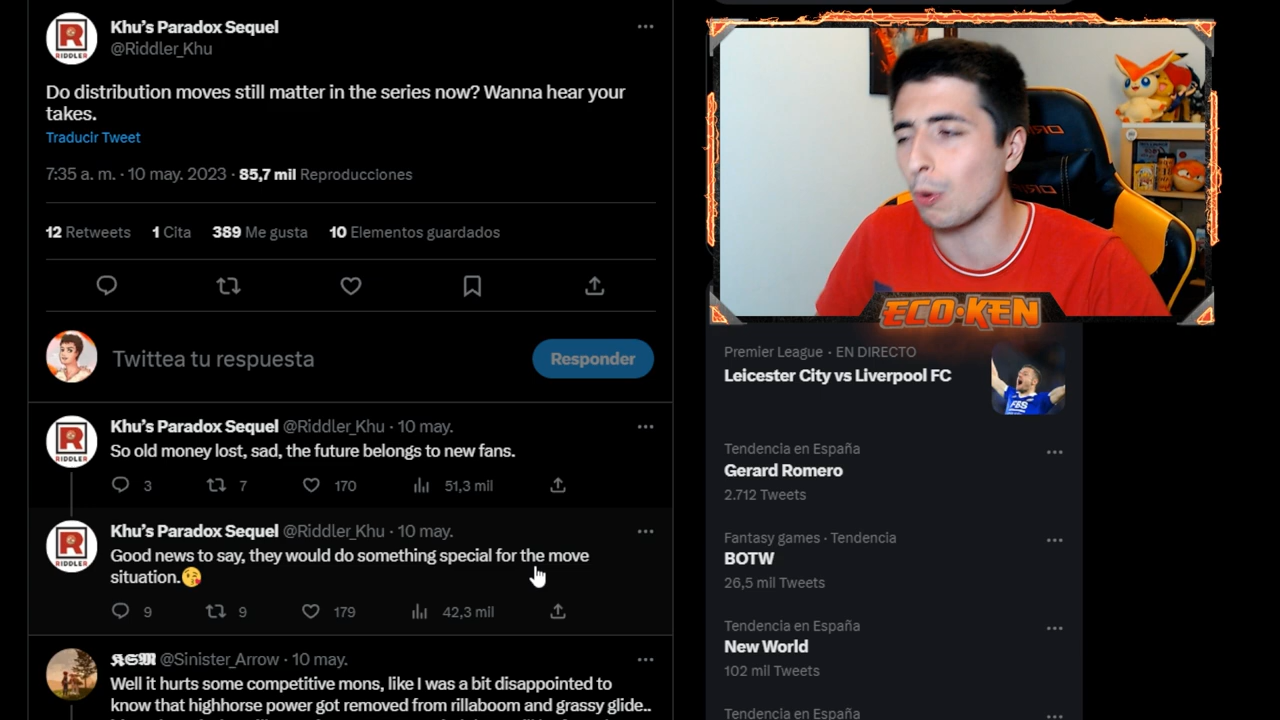 Khu's Paradox Sequel
@Riddler_Khu
RIDDLER
Do distribution moves still matter in the series now? Wanna hear your
takes.
Traducir Tweet
7:35 a. m. · 10 may. 2023 · 85,7 mil Reproducciones
12 Retweets 1 Cita 389 Me gusta 10 Elementos guardados
Twittea tu respuesta
Responder
Khu's Paradox Sequel @Riddler_Khu · 10 may.
RIDDLER
So old money lost, sad, the future belongs to new fans.
3 7 170 51,3 mil
Khu's Paradox Sequel @Riddler_Khu · 10 may.
RIDDLER
Good news to say, they would do something special for the move
situation.😘
9 9 179 42,3 mil
@Sinister_Arrow · 10 may.
Well it hurts some competitive mons, like I was a bit disappointed to
know that highhorse power got removed from rillaboom and grassy glide..
ECO·KEN
Premier League · EN DIRECTO
Leicester City vs Liverpool FC
FBS
Tendencia en España
Gerard Romero
2.712 Tweets
Fantasy games · Tendencia
BOTW
26,5 mil Tweets
Tendencia en España
New World
102 mil Tweets
Tendencia en España